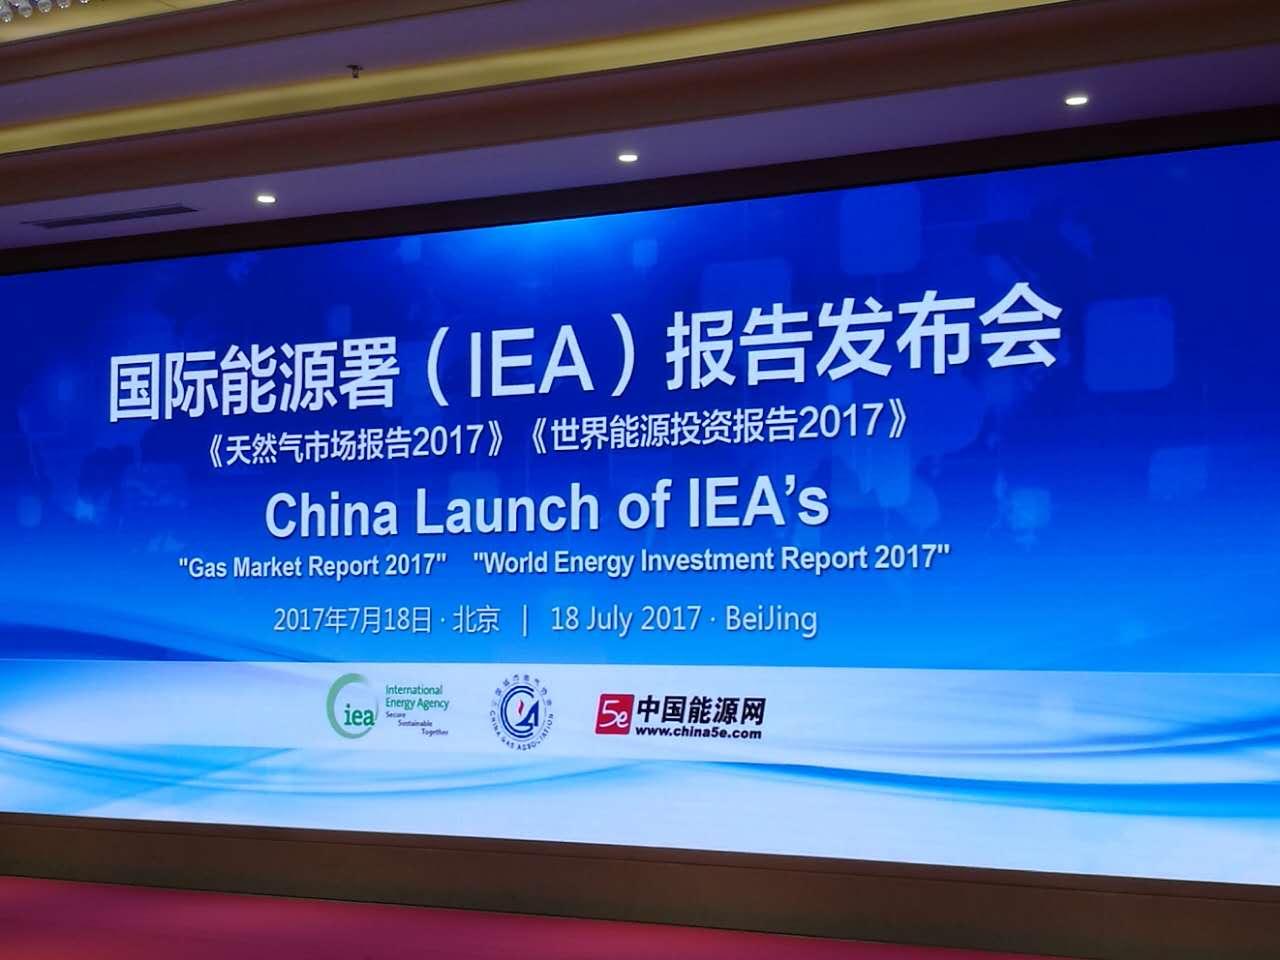 国际能源署（IEA）报告发布会
《天然气市场报告2017》《世界能源投资报告2017》
China Launch of IEA's
"Gas Market Report 2017" "World Energy Investment Report 2017"
2017年7月18日·北京 | 18 July 2017 · BeiJing
iea
International
Energy Agency
Secure
Sustainable
Together
CHINA GAS ASSOCIATION
5e 中国能源网
www.china5e.com